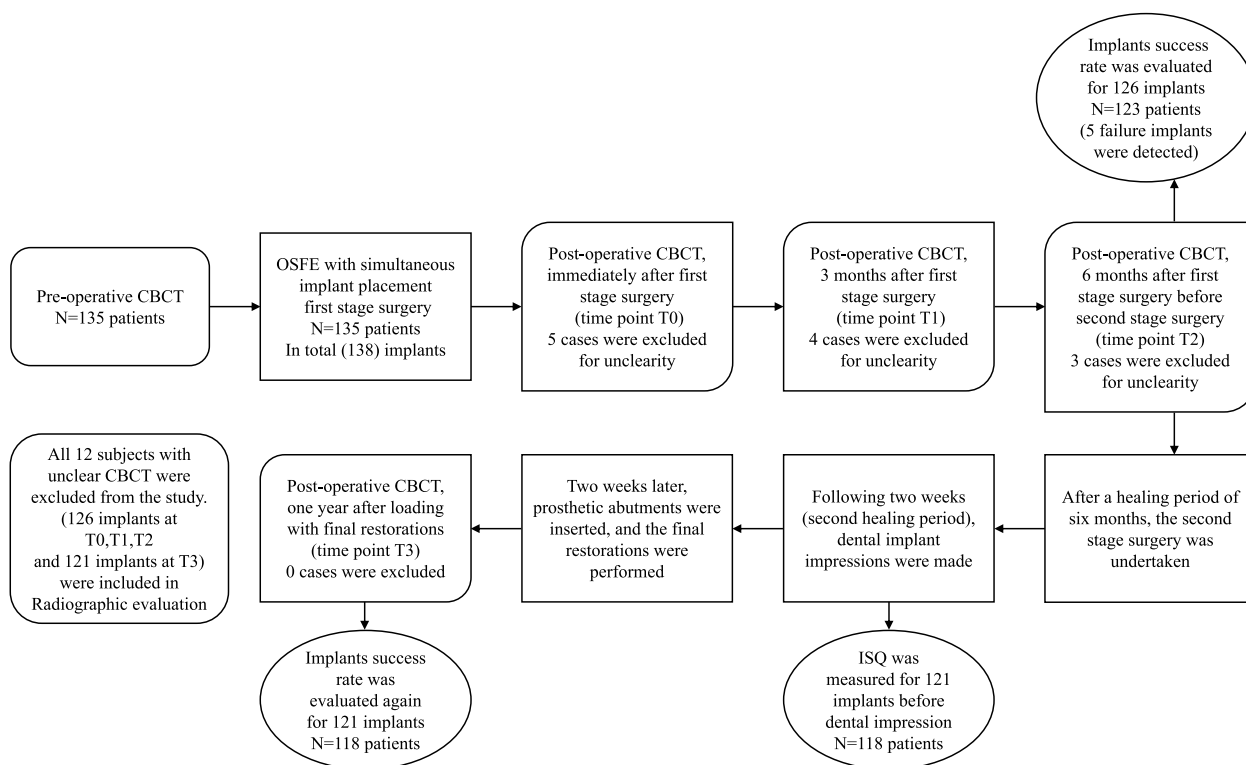 Pre-operative CBCT
N=135 patients
OSFE with simultaneous
implant placement
first stage surgery
N=135 patients
In total (138) implants
Post-operative CBCT,
immediately after first
stage surgery
(time point T0)
5 cases were excluded
for unclearity
Post-operative CBCT,
3 months after first
stage surgery
(time point T1)
4 cases were excluded
for unclearity
Post-operative CBCT,
6 months after first
stage surgery before
second stage surgery
(time point T2)
3 cases were excluded
for unclearity
Implants success
rate was evaluated
for 126 implants
N=123 patients
(5 failure implants
were detected)
After a healing period of
six months, the second
stage surgery was
undertaken
Following two weeks
(second healing period),
dental implant
impressions were made
ISQ was
measured for 121
implants before
dental impression
N=118 patients
Two weeks later,
prosthetic abutments were
inserted, and the final
restorations were
performed
Post-operative CBCT,
one year after loading
with final restorations
(time point T3)
0 cases were excluded
Implants success
rate was
evaluated again
for 121 implants
N=118 patients
All 12 subjects with
unclear CBCT were
excluded from the study.
(126 implants at
T0,T1,T2
and 121 implants at T3)
were included in
Radiographic evaluation